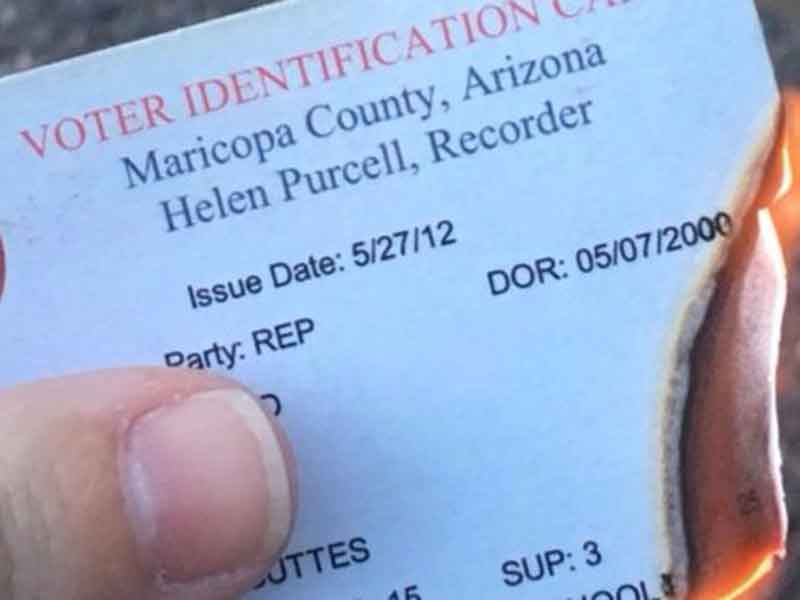 VOTER IDENTIFICATION
Maricopa County, Arizona
Helen Purcell, Recorder
Issue Date: 5/27/12
DOR: 05/07/2000
Party: REP
SUP: 3